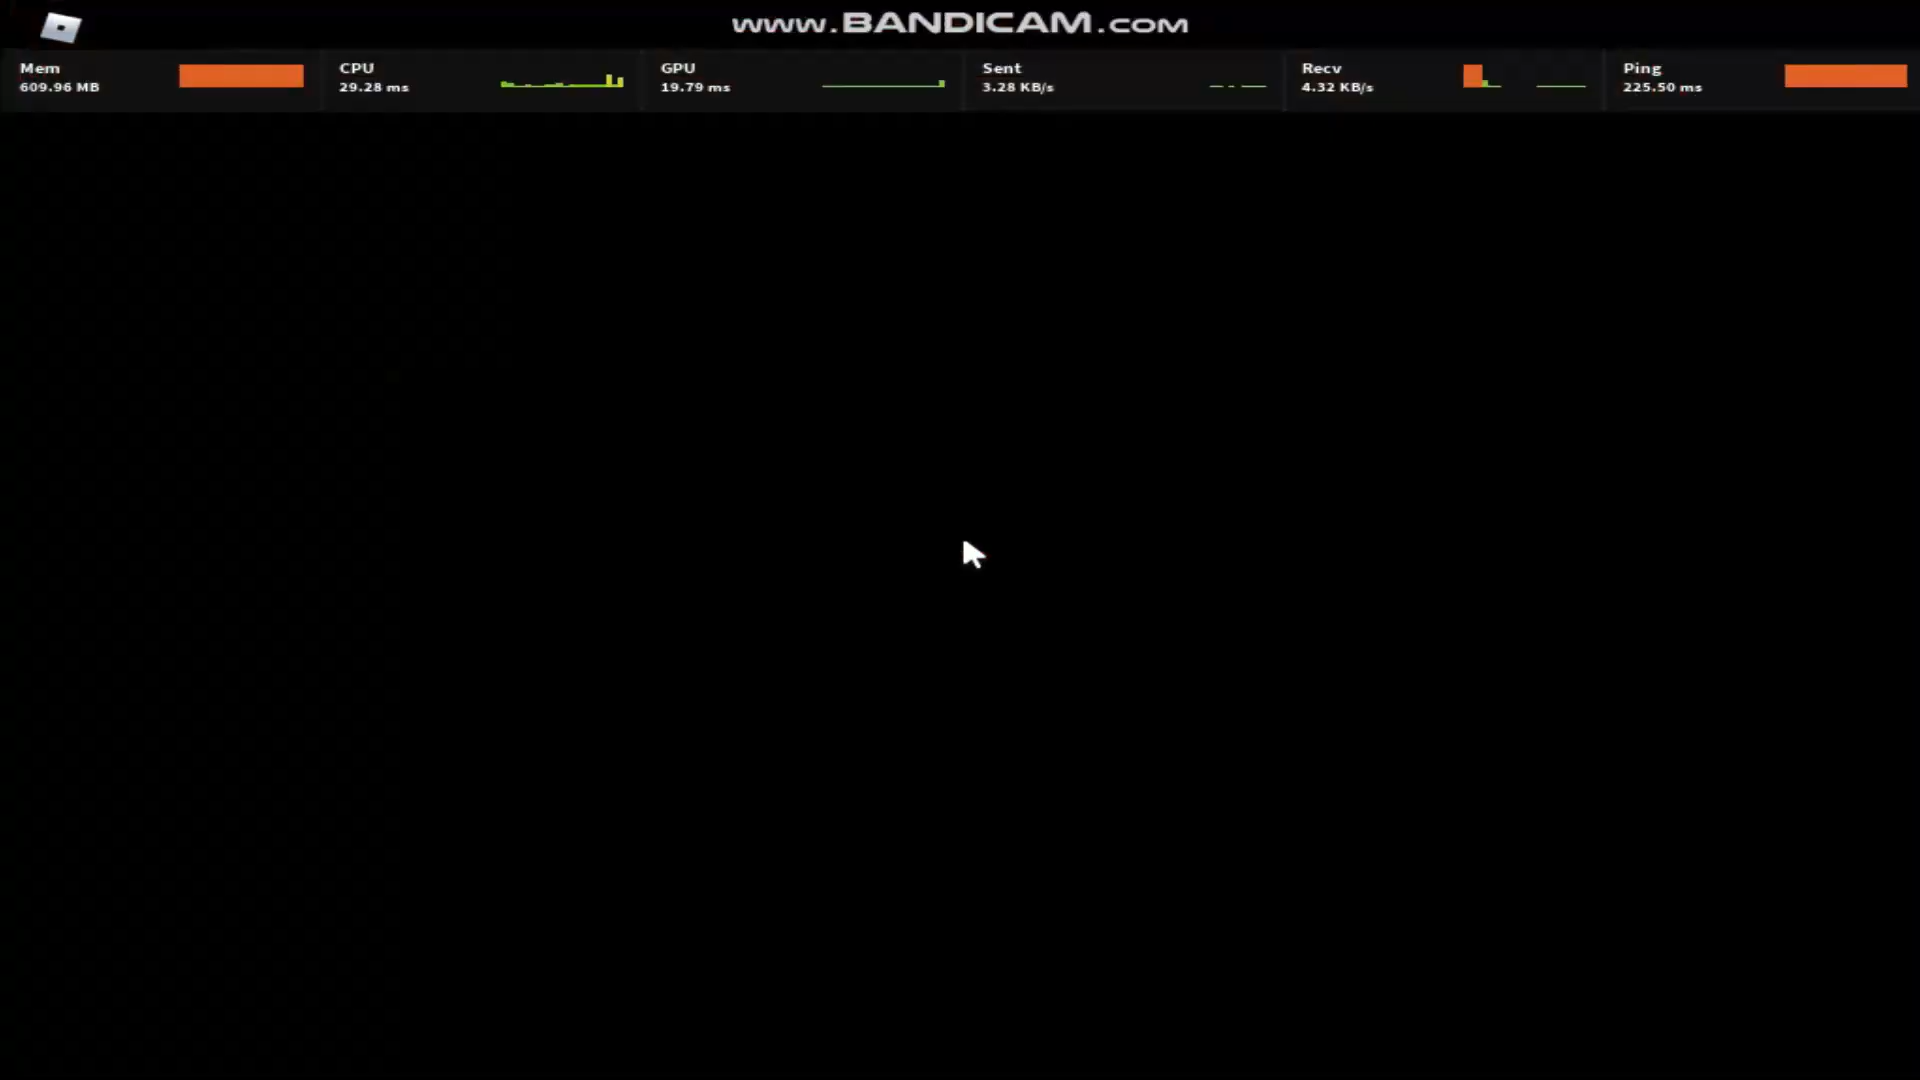 www.BANDICAM.com
Mem
609.96 MB
CPU
29.28 ms
GPU
19.79 ms
Sent
3.28 KB/s
Recv
4.32 KB/s
Ping
225.50 ms